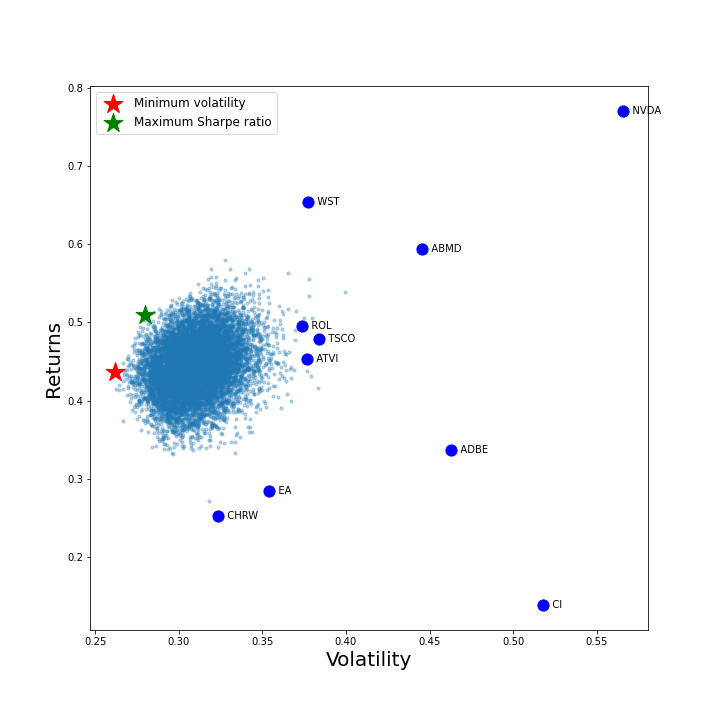 0.8
0.7
0.6
0.5
0.4
0.3
0.2
Returns
Minimum volatility
Maximum Sharpe ratio
NVDA
WST
ABMD
ROL
TSCO
ATVI
ADBE
EA
CHRW
CI
0.25
0.30
0.35
0.40
0.45
0.50
0.55
Volatility